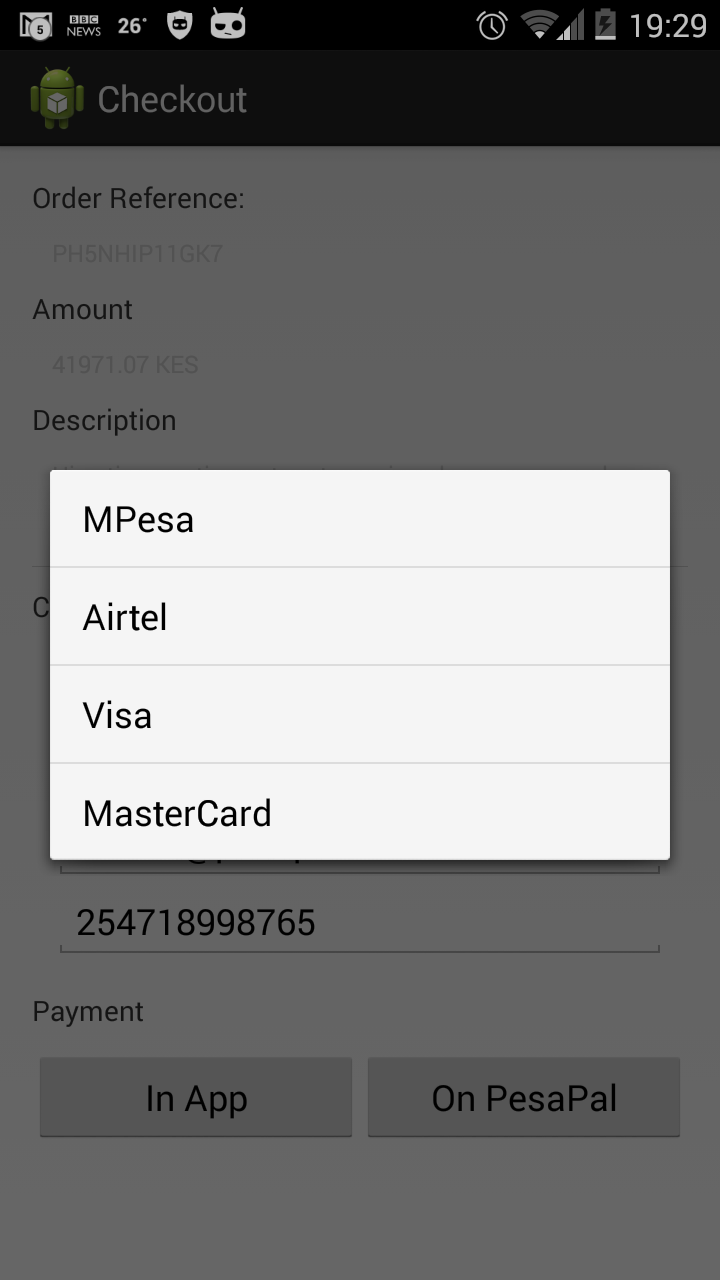 5 BBC NEWS 26° 19:29
Checkout
Order Reference:
PH5NHIP11GK7
Amount
41971.07 KES
Description
MPesa
Airtel
Visa
MasterCard
254718998765
Payment
In App On PesaPal